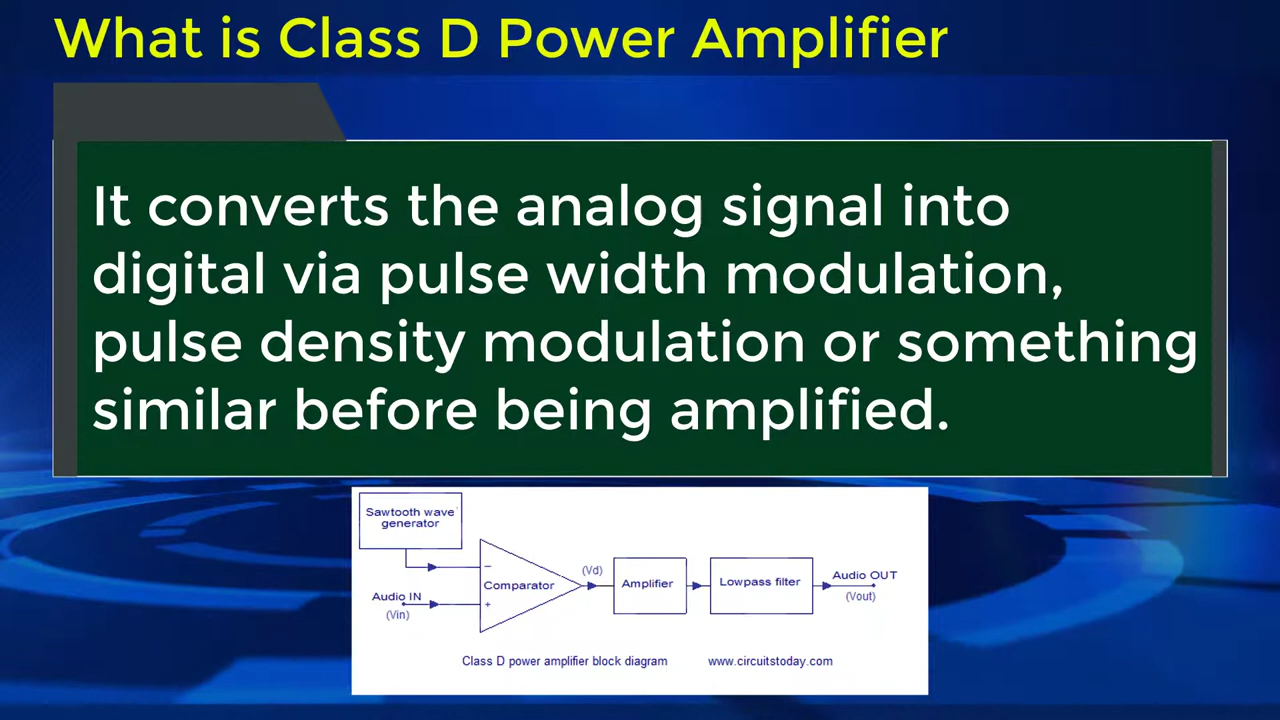 What is Class D Power Amplifier
It converts the analog signal into
digital via pulse width modulation,
pulse density modulation or something
similar before being amplified.
Sawtooth wave
generator
−
Comparator
+
Audio IN
(Vin)
(Vd)
Amplifier
Lowpass filter
Audio OUT
(Vout)
Class D power amplifier block diagram
www.circuitstoday.com